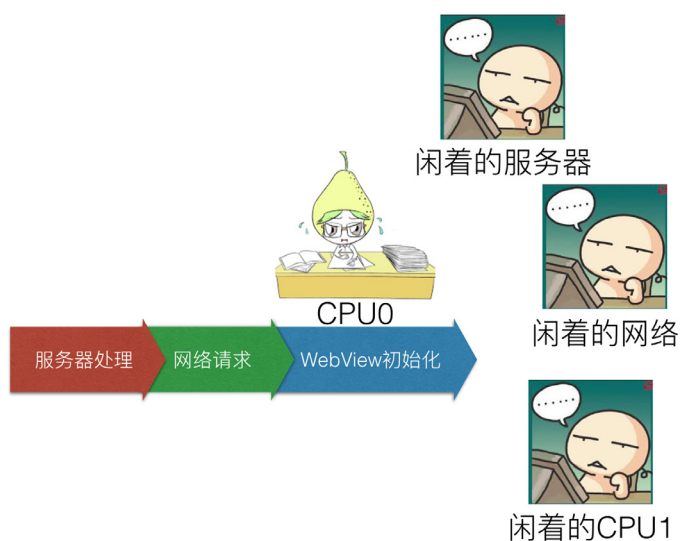 ......
闲着的服务器
......
闲着的网络
CPU0
服务器处理
网络请求
WebView初始化
......
闲着的CPU1